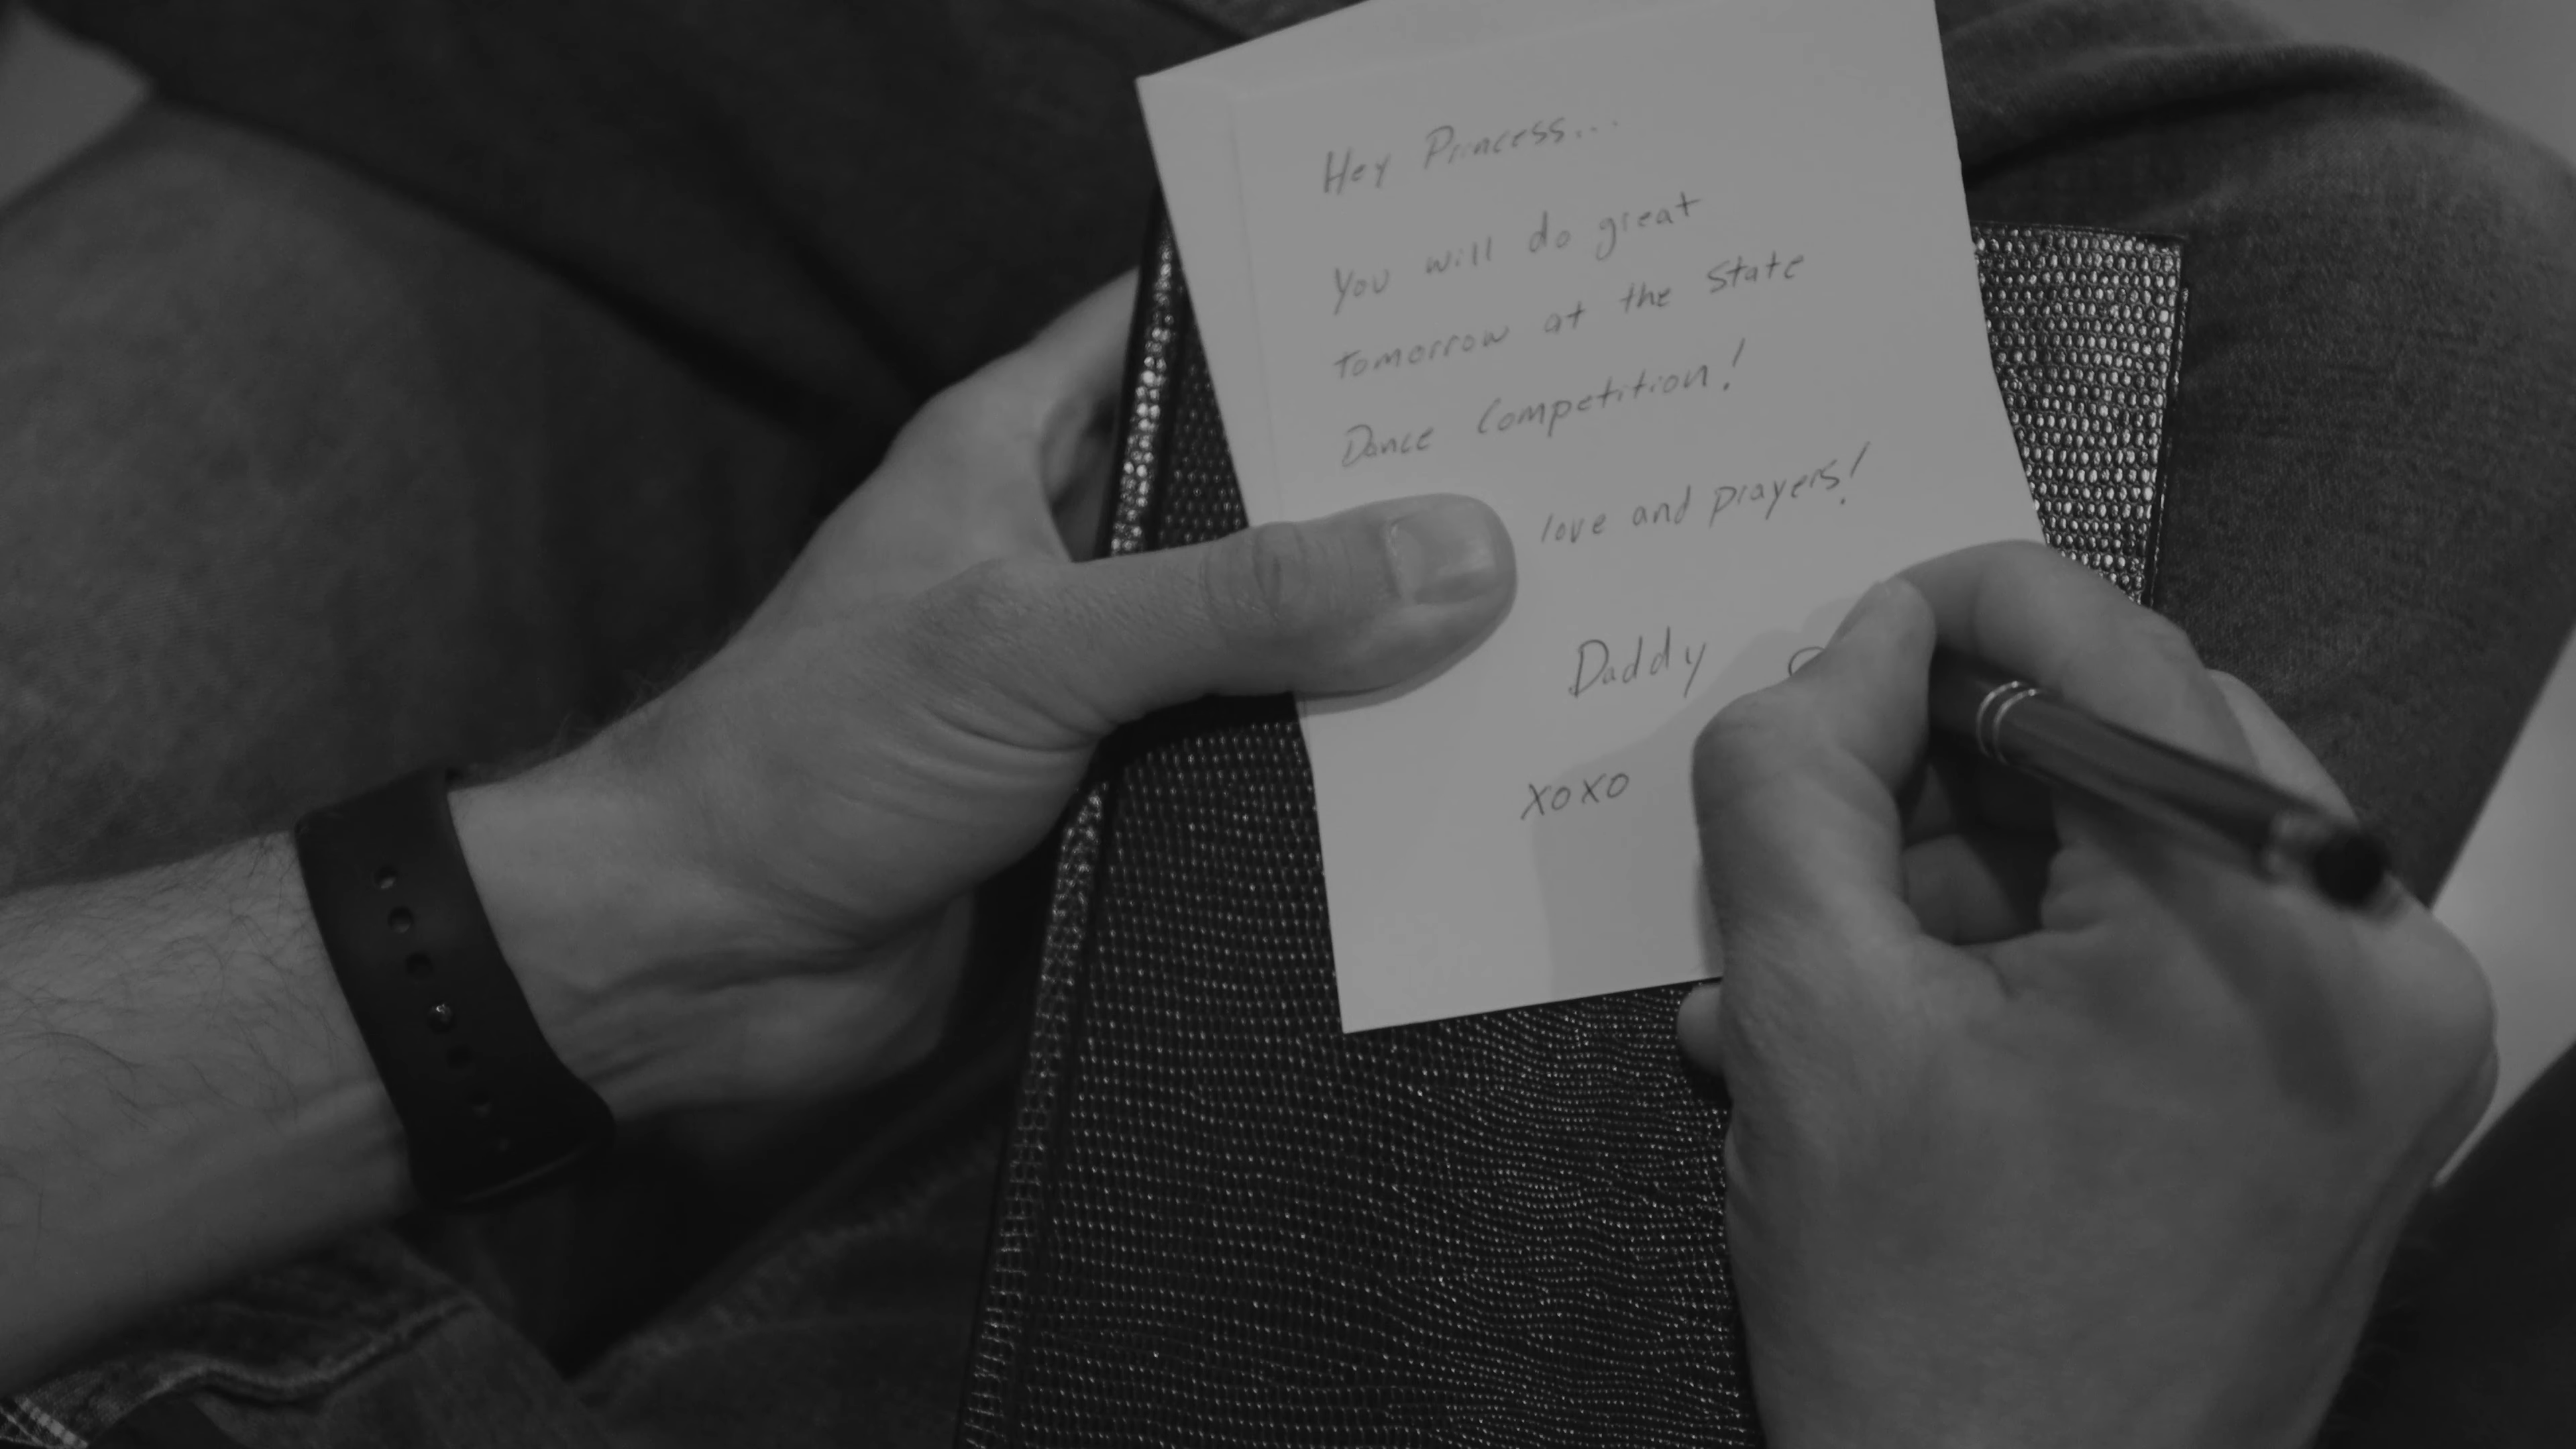 Hey Princess...
You will do great
tomorrow at the State
Dance Competition!
love and prayers!
Daddy
XOXO